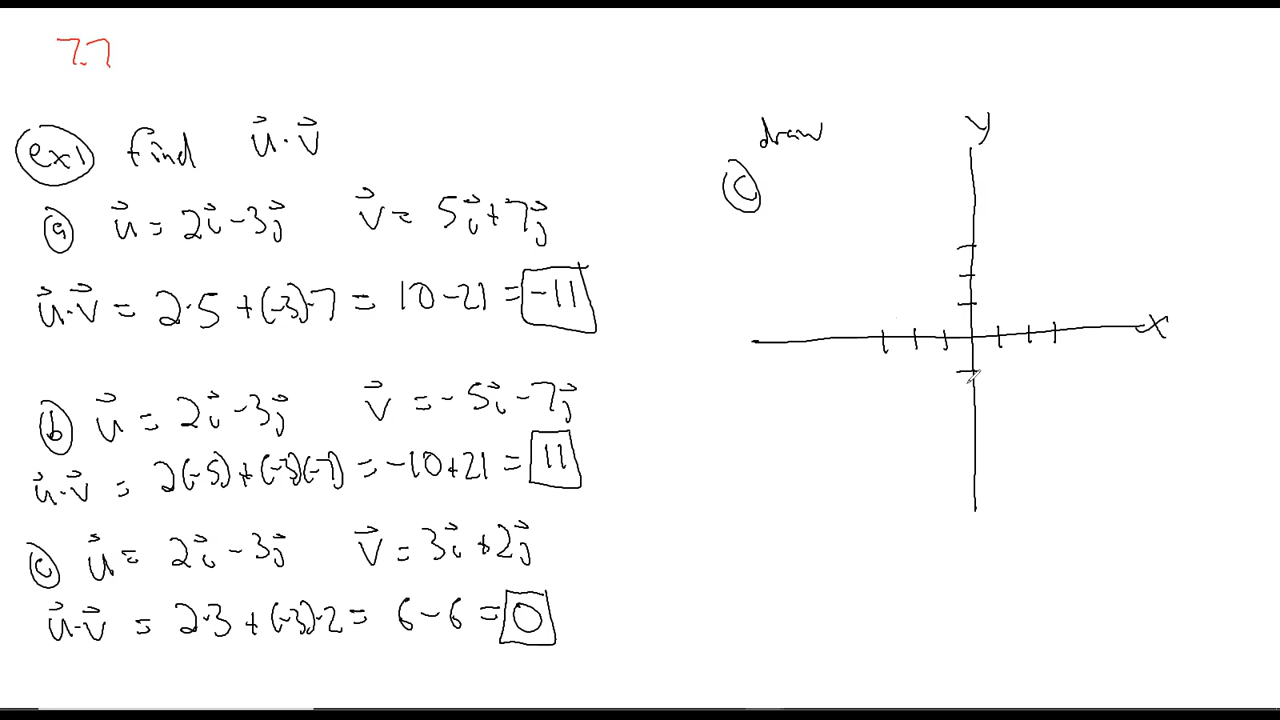 7.7
ex1 find u⃗·v⃗
a u⃗ = 2i⃗-3j⃗ v⃗ = 5i⃗+7j⃗
u⃗·v⃗ = 2·5 + (-3)·7 = 10-21 = -11
b u⃗ = 2i⃗-3j⃗ v⃗ = -5i⃗-7j⃗
u⃗·v⃗ = 2(-5)+(-3)(-7) = -10+21 = 11
c u⃗ = 2i⃗-3j⃗ v⃗ = 3i⃗+2j⃗
u⃗·v⃗ = 2·3 + (-3)·2 = 6-6 = 0
draw
c
y
x